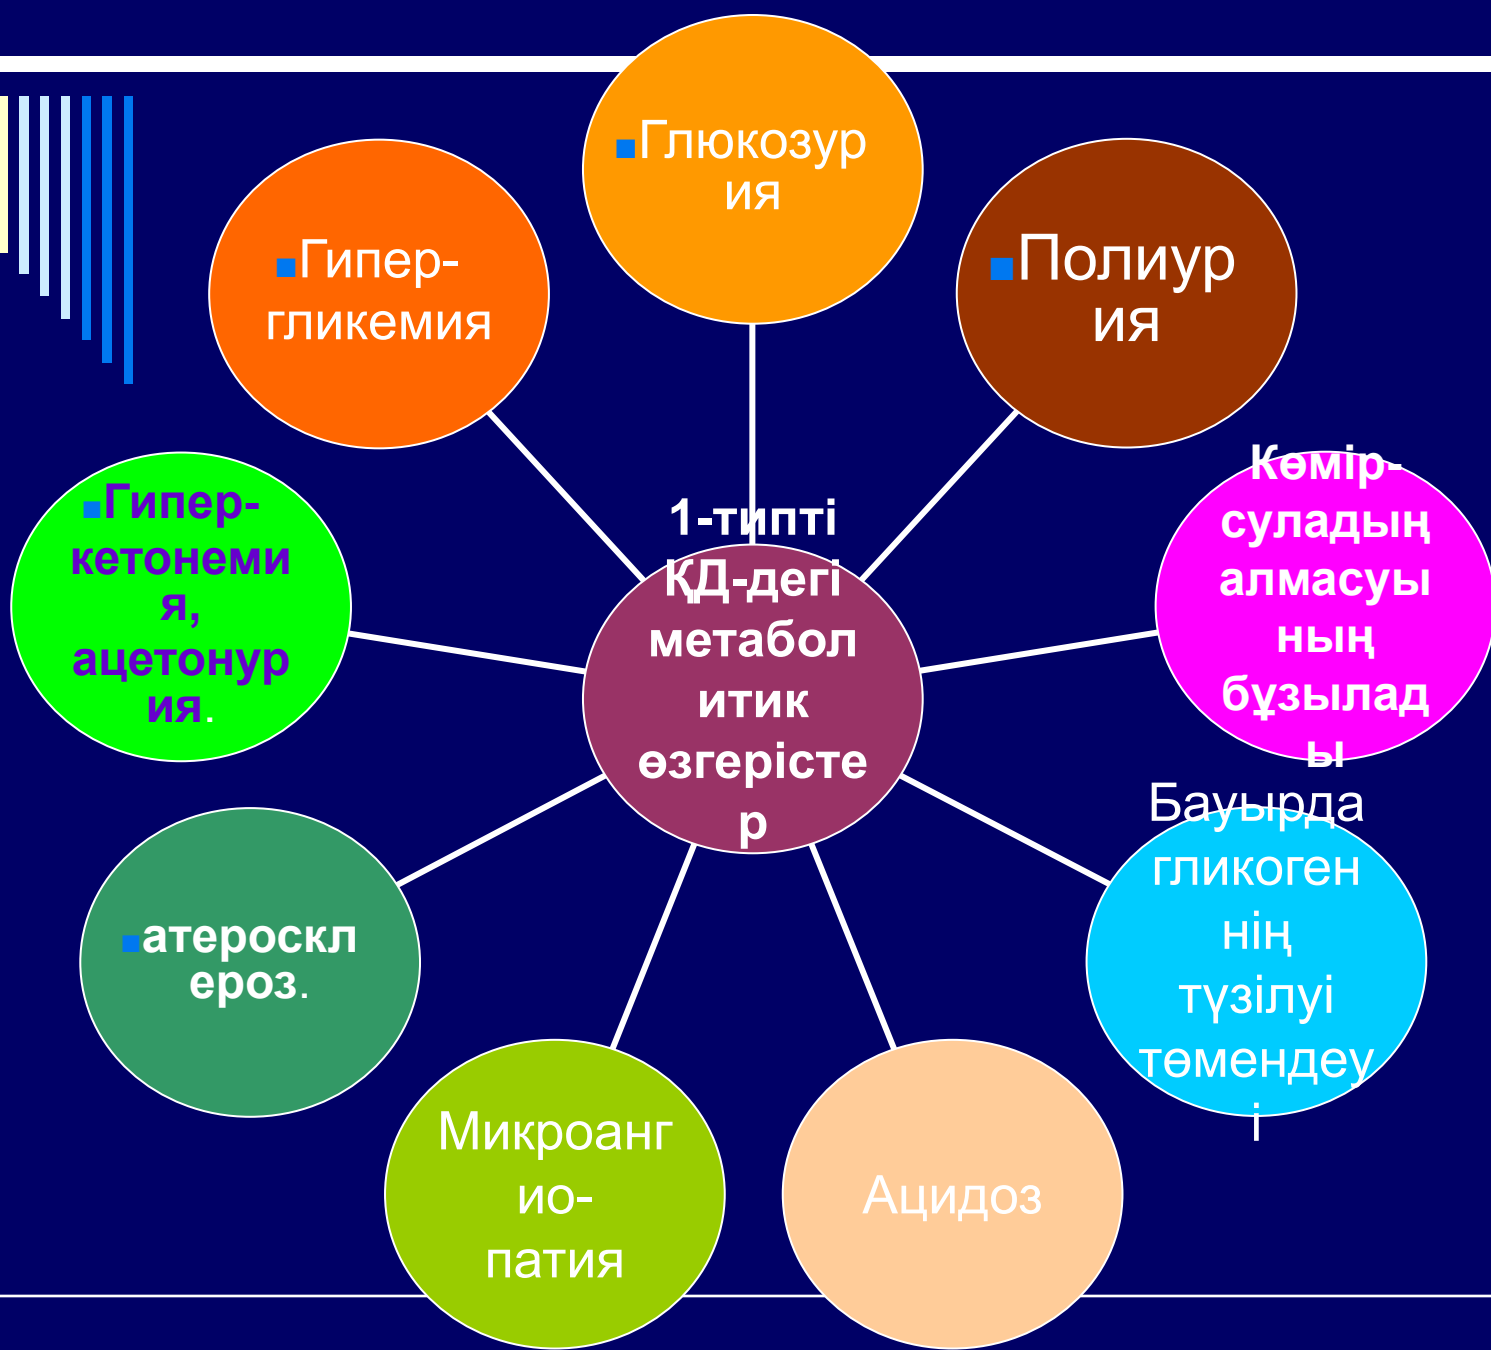 Глюкозур
ия
Полиур
ия
Көмір-
суладың
алмасуы
ның
бұзылад
ы
Бауырда
гликоген
нің
түзілуі
төмендеу
і
Ацидоз
Микроанг
ио-
патия
атероскл
ероз.
Гипер-
кетонеми
я,
ацетонур
ия.
Гипер-
гликемия
1-типті
ҚД-дегі
метабол
итик
өзгерісте
р